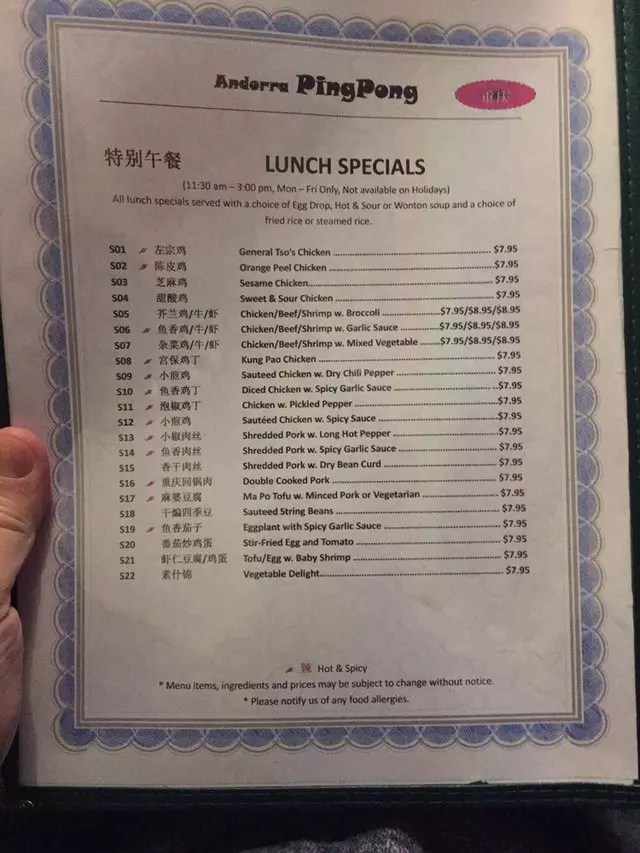 Andorra PingPong
特别午餐
LUNCH SPECIALS
(11:30 am – 3:00 pm, Mon – Fri Only, Not available on Holidays)
All lunch specials served with a choice of Egg Drop, Hot & Sour or Wonton soup and a choice of
fried rice or steamed rice.
S01 左宗鸡 General Tso's Chicken $7.95
S02 陈皮鸡 Orange Peel Chicken $7.95
S03 芝麻鸡 Sesame Chicken $7.95
S04 甜酸鸡 Sweet & Sour Chicken $7.95
S05 芥兰鸡/牛/虾 Chicken/Beef/Shrimp w. Broccoli $7.95/$8.95/$8.95
S06 鱼香鸡/牛/虾 Chicken/Beef/Shrimp w. Garlic Sauce $7.95/$8.95/$8.95
S07 杂菜鸡/牛/虾 Chicken/Beef/Shrimp w. Mixed Vegetable $7.95/$8.95/$8.95
S08 宫保鸡丁 Kung Pao Chicken $7.95
S09 小煎鸡 Sauteed Chicken w. Dry Chili Pepper $7.95
S10 鱼香鸡丁 Diced Chicken w. Spicy Garlic Sauce $7.95
S11 泡椒鸡丁 Chicken w. Pickled Pepper $7.95
S12 小煎鸡 Sautéed Chicken w. Spicy Sauce $7.95
S13 小椒肉丝 Shredded Pork w. Long Hot Pepper $7.95
S14 鱼香肉丝 Shredded Pork w. Spicy Garlic Sauce $7.95
S15 香干肉丝 Shredded Pork w. Dry Bean Curd $7.95
S16 重庆回锅肉 Double Cooked Pork $7.95
S17 麻婆豆腐 Ma Po Tofu w. Minced Pork or Vegetarian $7.95
S18 干煸四季豆 Sauteed String Beans $7.95
S19 鱼香茄子 Eggplant with Spicy Garlic Sauce $7.95
S20 番茄炒鸡蛋 Stir-Fried Egg and Tomato $7.95
S21 虾仁豆腐/鸡蛋 Tofu/Egg w. Baby Shrimp $7.95
S22 素什锦 Vegetable Delight $7.95
辣 Hot & Spicy
* Menu items, ingredients and prices may be subject to change without notice.
* Please notify us of any food allergies.